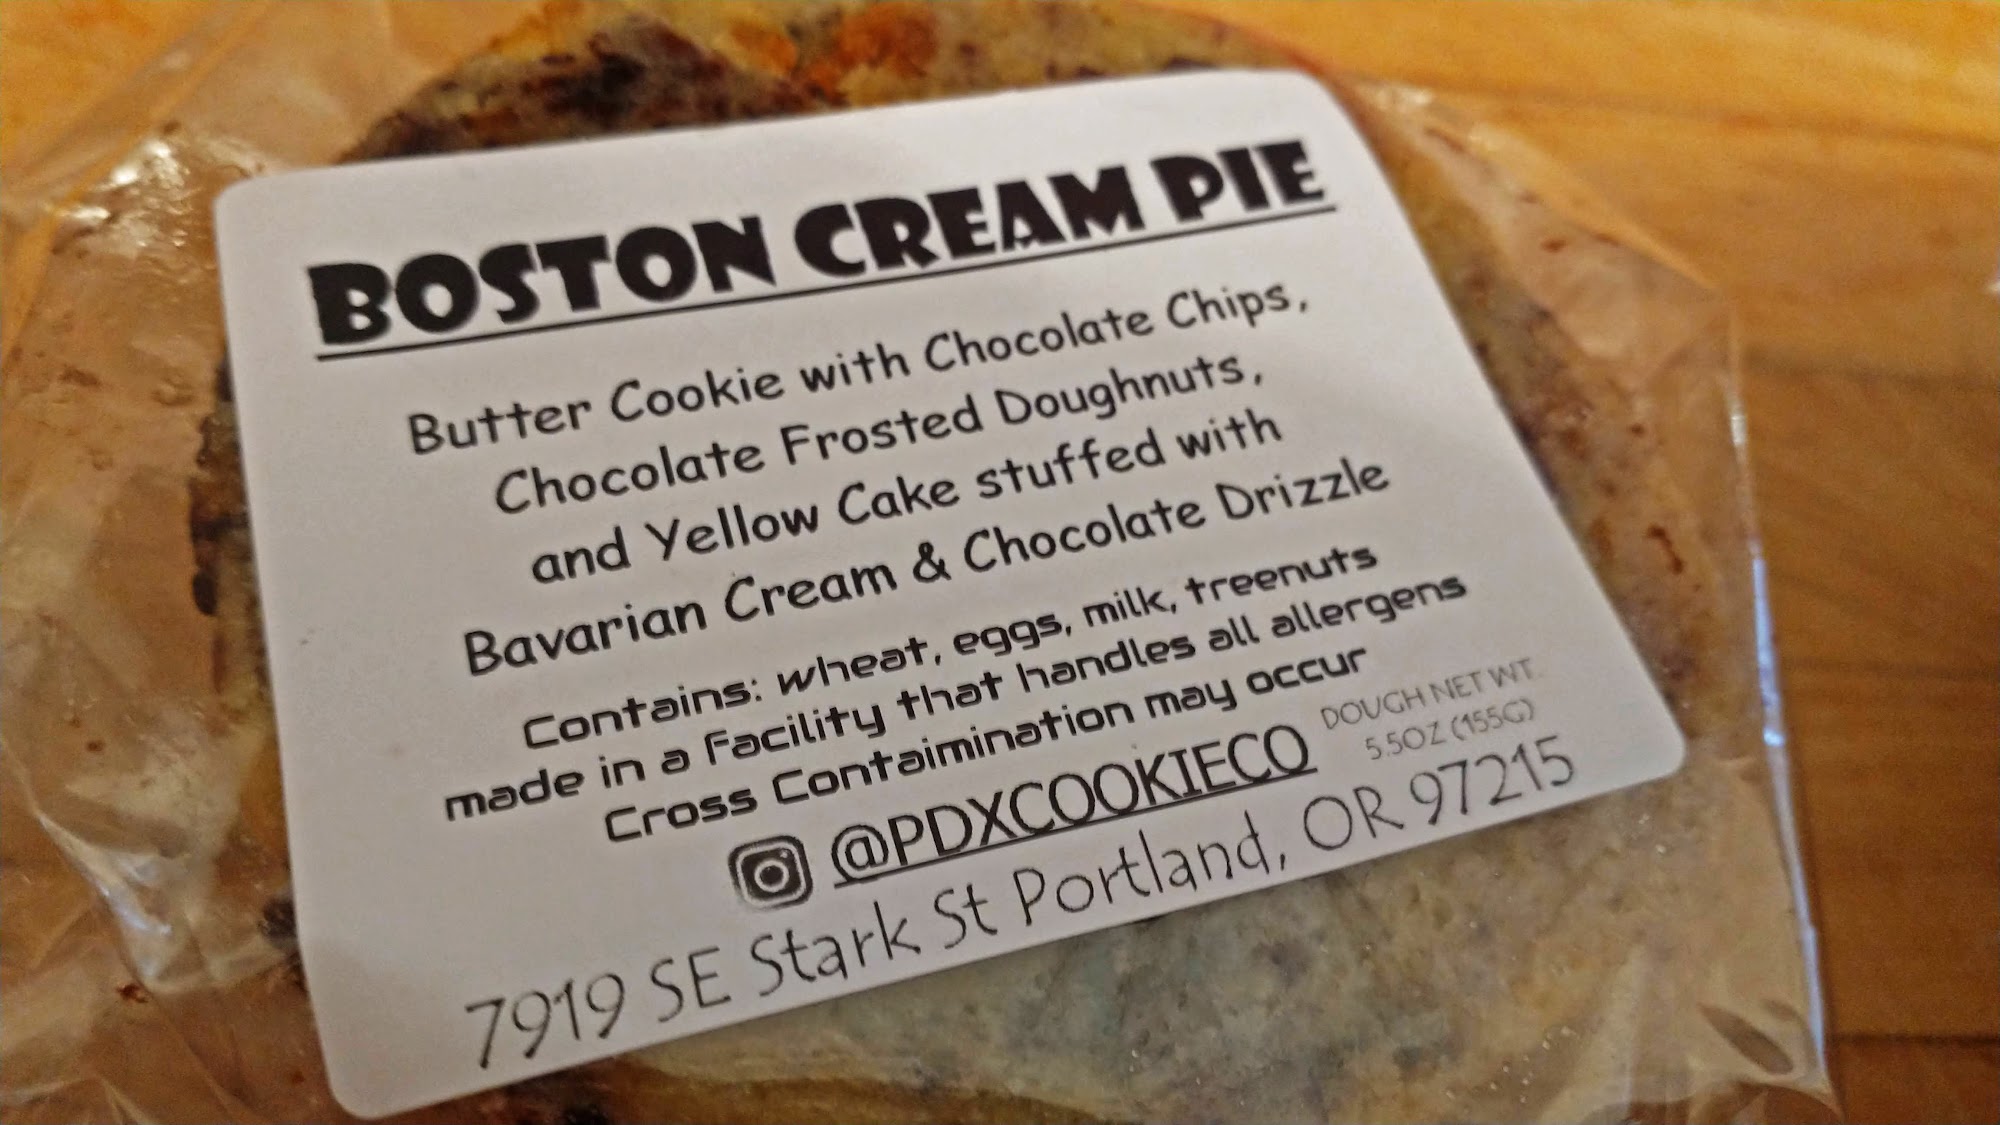 BOSTON CREAM PIE
Butter Cookie with Chocolate Chips,
Chocolate Frosted Doughnuts,
and Yellow Cake stuffed with
Bavarian Cream & Chocolate Drizzle
Contains: wheat, eggs, milk, treenuts
made in a Facility that handles all allergens
Cross Contaimination may occur
@PDXCOOKIECO
DOUGH NET WT.
5.5OZ (155G)
7919 SE Stark St Portland, OR 97215